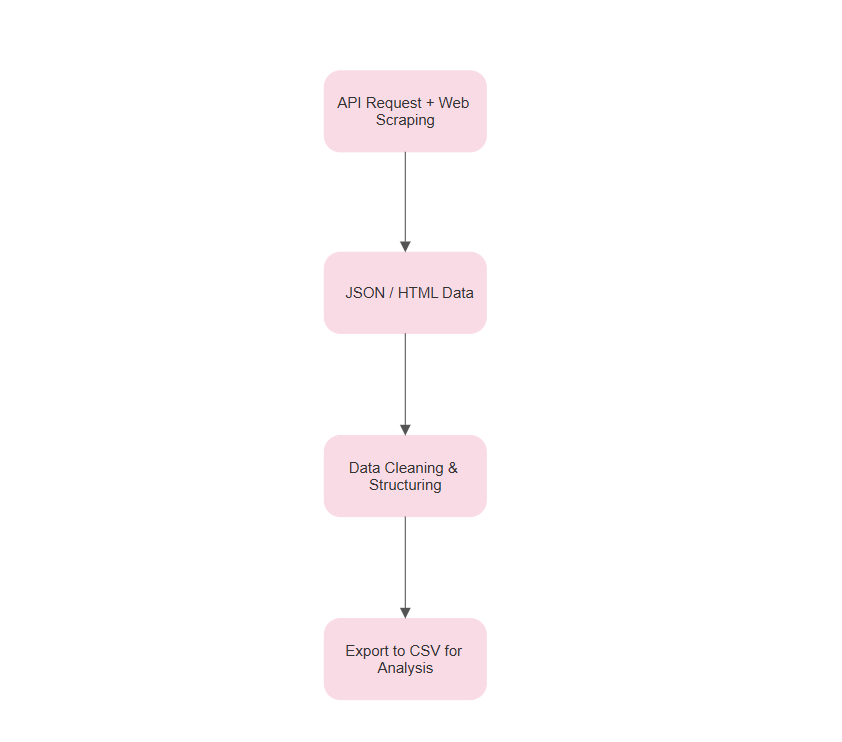 API Request + Web
Scraping
JSON / HTML Data
Data Cleaning &
Structuring
Export to CSV for
Analysis